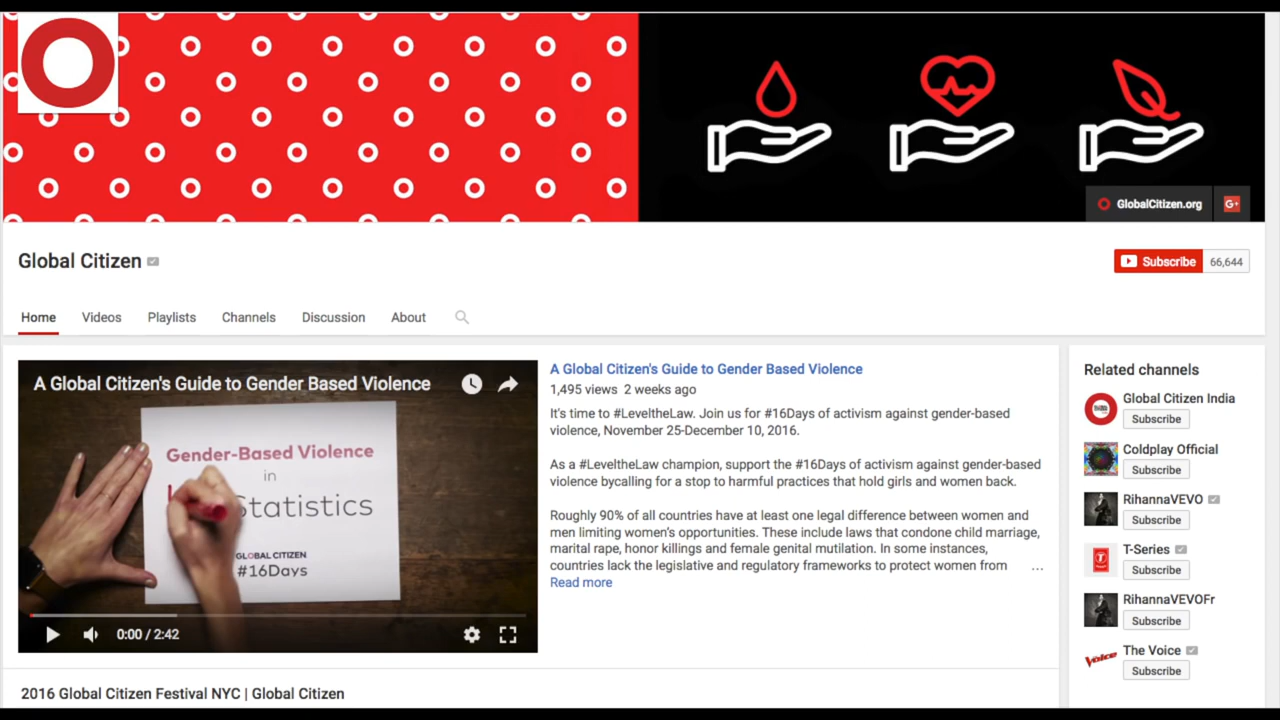 GlobalCitizen.org
G+
Global Citizen
Subscribe 66,644
Home Videos Playlists Channels Discussion About
A Global Citizen's Guide to Gender Based Violence
Gender-Based Violence
in
Statistics
GLOBAL CITIZEN
#16Days
0:00 / 2:42
A Global Citizen's Guide to Gender Based Violence
1,495 views 2 weeks ago
It's time to #LeveltheLaw. Join us for #16Days of activism against gender-based
violence, November 25-December 10, 2016.
As a #LeveltheLaw champion, support the #16Days of activism against gender-based
violence bycalling for a stop to harmful practices that hold girls and women back.
Roughly 90% of all countries have at least one legal difference between women and
men limiting women's opportunities. These include laws that condone child marriage,
marital rape, honor killings and female genital mutilation. In some instances,
countries lack the legislative and regulatory frameworks to protect women from ...
Read more
Related channels
Global Citizen India
Subscribe
Coldplay Official
Subscribe
RihannaVEVO
Subscribe
T-Series
Subscribe
RihannaVEVOFr
Subscribe
The Voice
Subscribe
2016 Global Citizen Festival NYC | Global Citizen